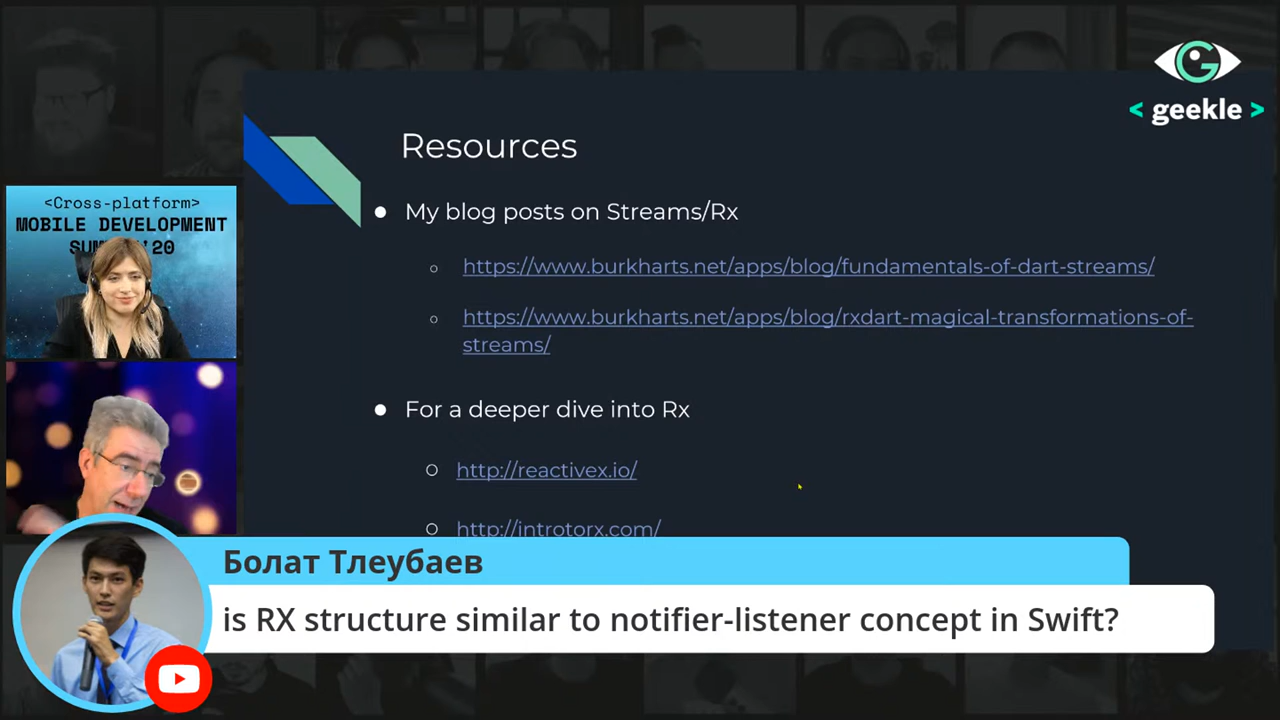 < geekle >
Resources
● My blog posts on Streams/Rx
○ https://www.burkharts.net/apps/blog/fundamentals-of-dart-streams/
○ https://www.burkharts.net/apps/blog/rxdart-magical-transformations-of-
streams/
● For a deeper dive into Rx
○ http://reactivex.io/
○ http://introtorx.com/
<Cross-platform>
MOBILE DEVELOPMENT
Болат Тлеубаев
is RX structure similar to notifier-listener concept in Swift?